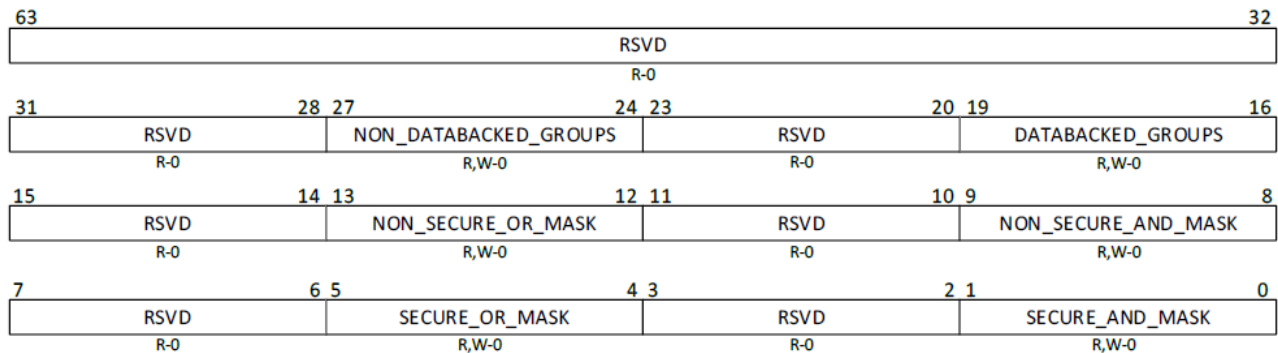 63 32
RSVD
R-0
31 28 27 24 23 20 19 16
RSVD NON_DATABACKED_GROUPS RSVD DATABACKED_GROUPS
R-0 R,W-0 R-0 R,W-0
15 14 13 12 11 10 9 8
RSVD NON_SECURE_OR_MASK RSVD NON_SECURE_AND_MASK
R-0 R,W-0 R-0 R,W-0
7 6 5 4 3 2 1 0
RSVD SECURE_OR_MASK RSVD SECURE_AND_MASK
R-0 R,W-0 R-0 R,W-0